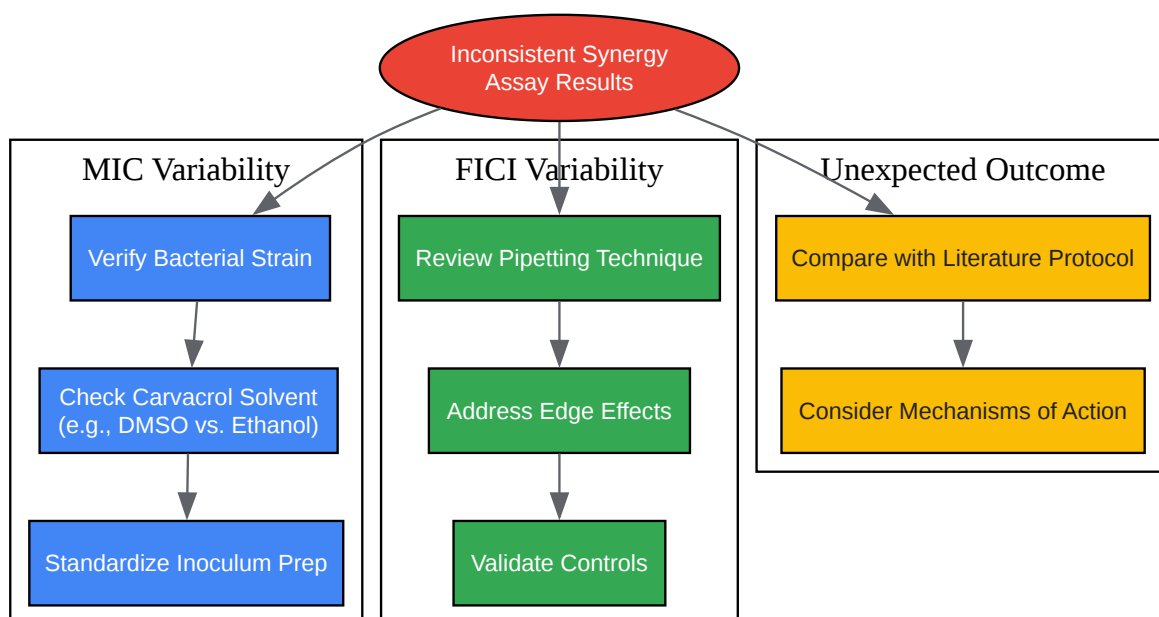 Inconsistent Synergy
Assay Results
MIC Variability
Verify Bacterial Strain
Check Carvacrol Solvent
(e.g., DMSO vs. Ethanol)
Standardize Inoculum Prep
FICI Variability
Review Pipetting Technique
Address Edge Effects
Validate Controls
Unexpected Outcome
Compare with Literature Protocol
Consider Mechanisms of Action